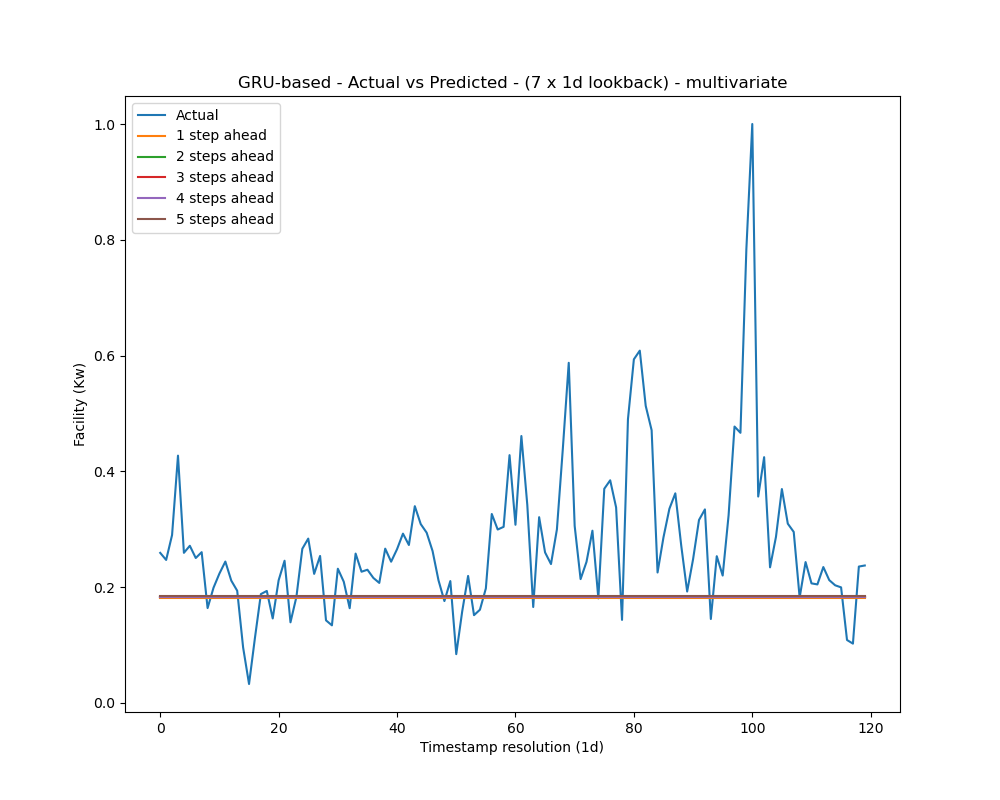 GRU-based - Actual vs Predicted - (7 x 1d lookback) - multivariate
Actual
1 step ahead
2 steps ahead
3 steps ahead
4 steps ahead
5 steps ahead
1.0
0.8
0.6
0.4
0.2
0.0
Facility (Kw)
0 20 40 60 80 100 120
Timestamp resolution (1d)